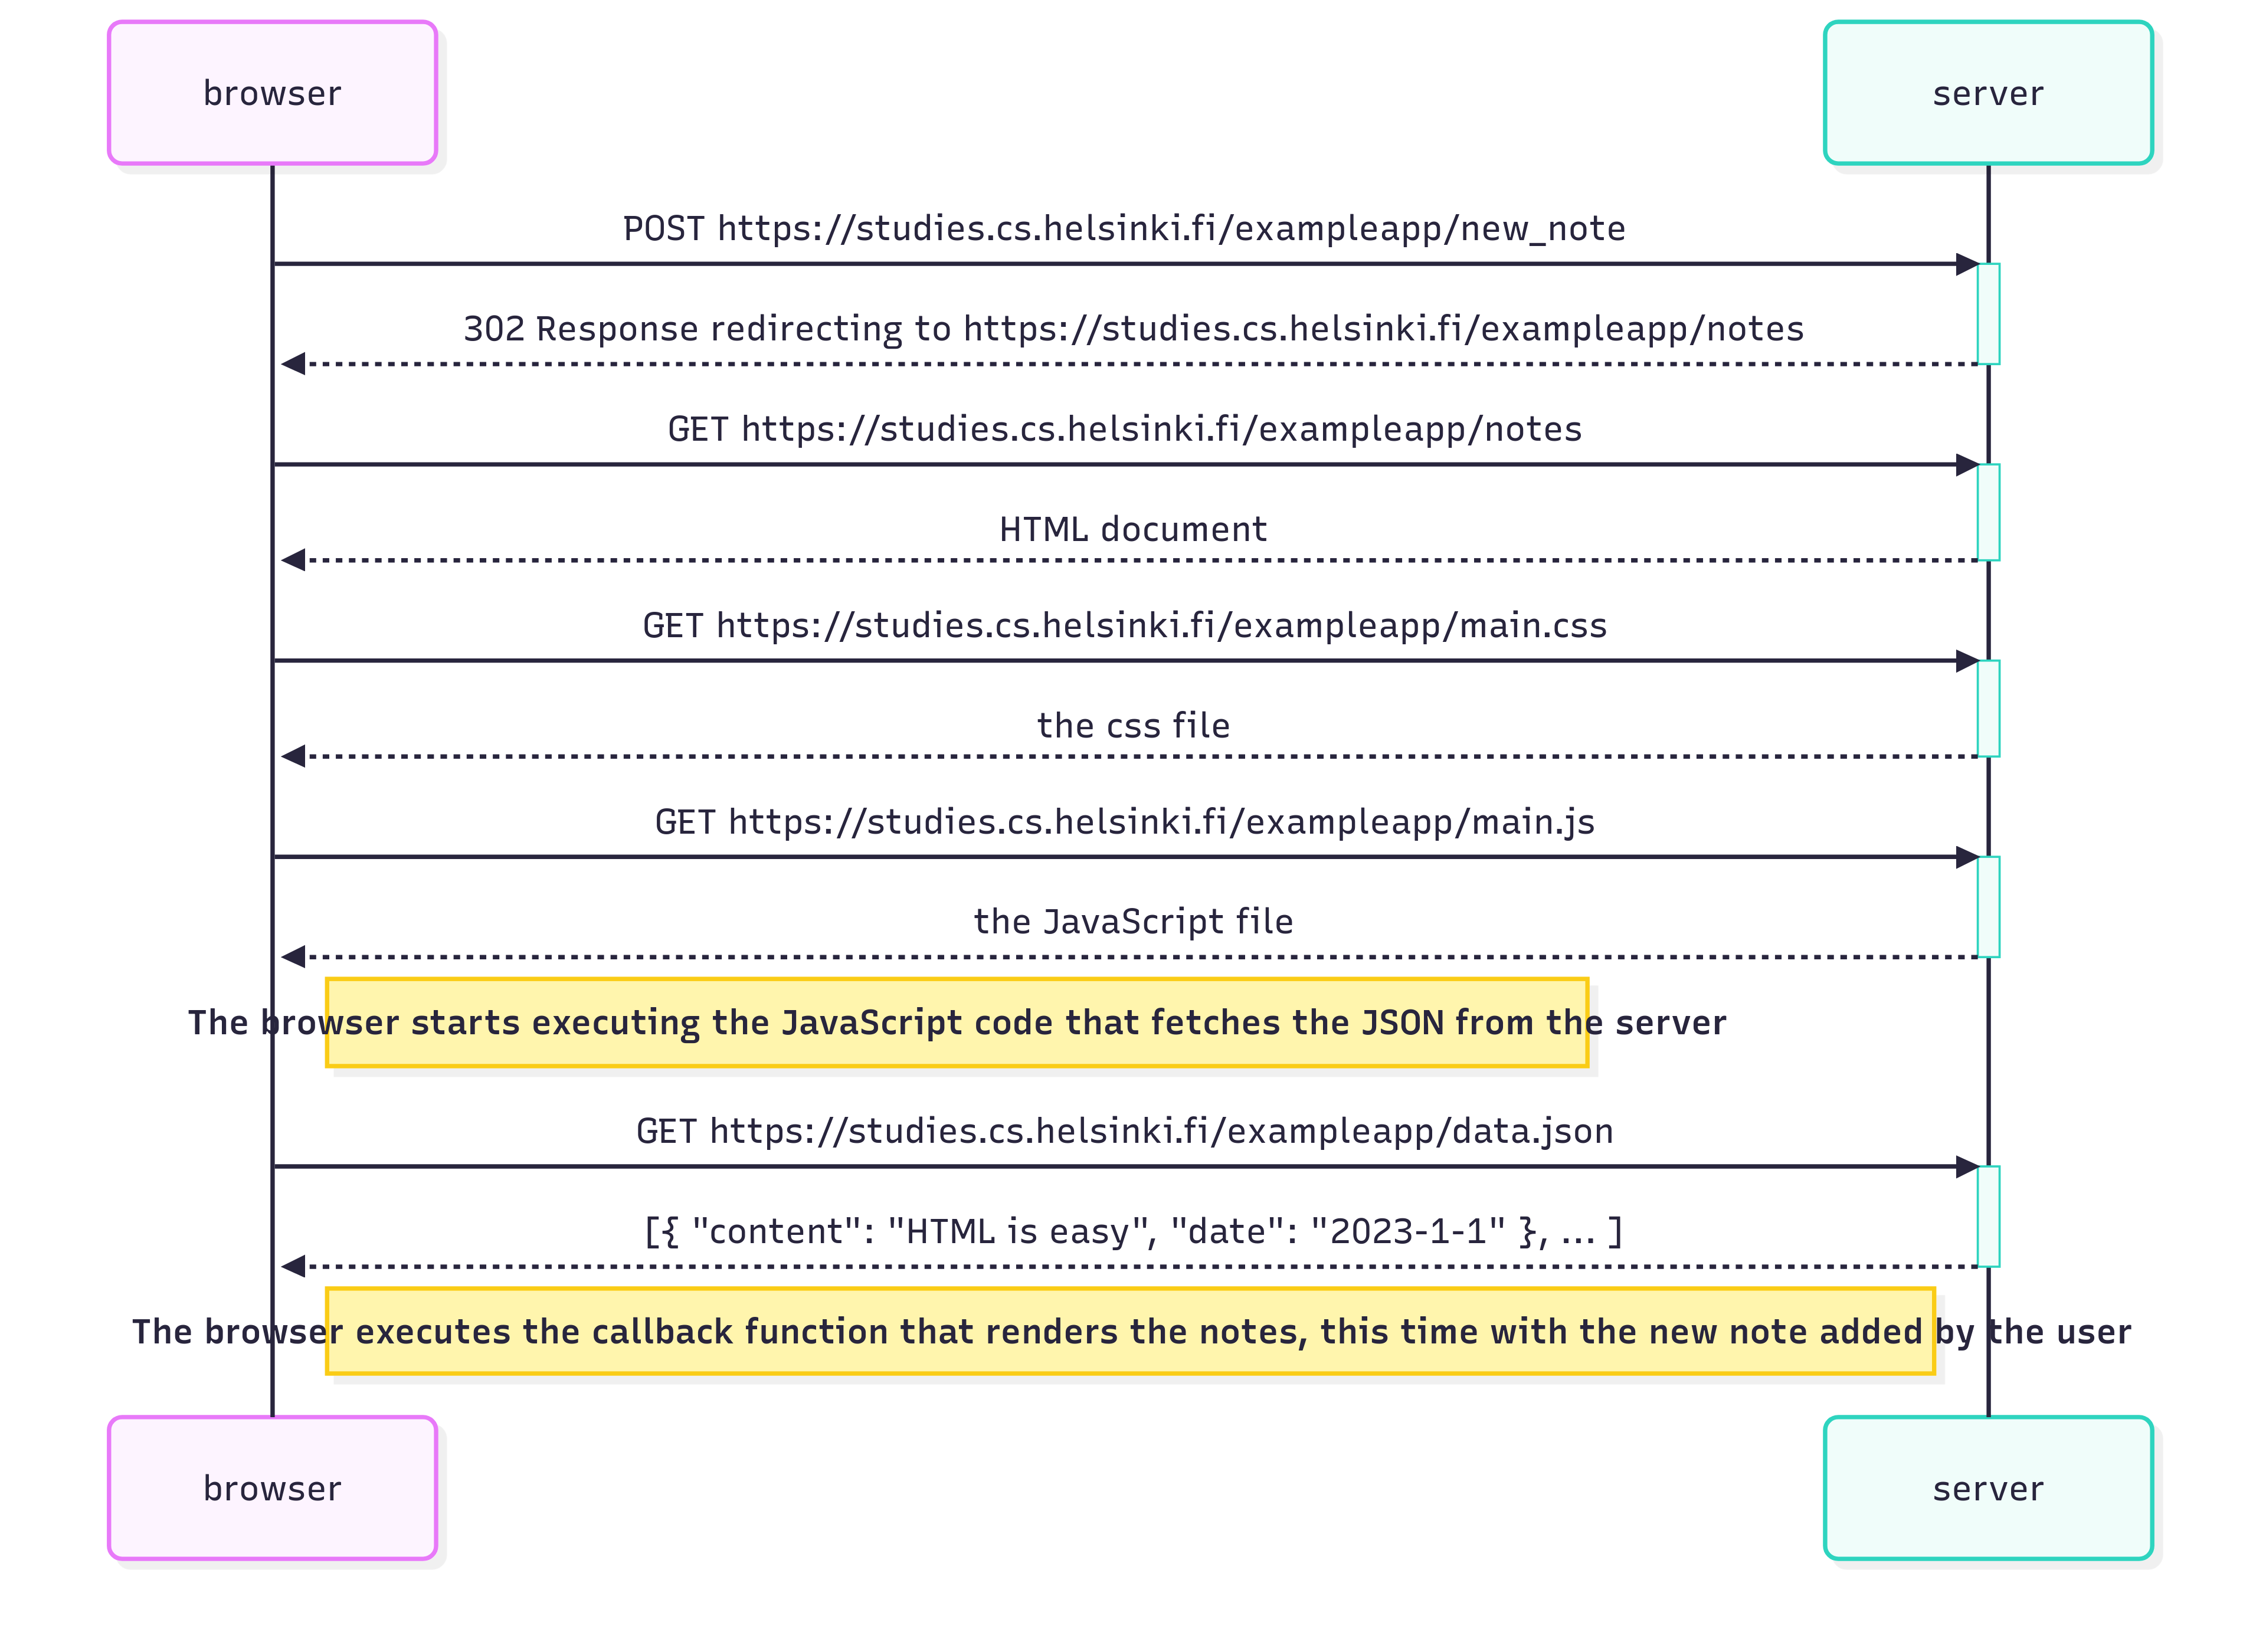 browser
server
POST https://studies.cs.helsinki.fi/exampleapp/new_note
302 Response redirecting to https://studies.cs.helsinki.fi/exampleapp/notes
GET https://studies.cs.helsinki.fi/exampleapp/notes
HTML document
GET https://studies.cs.helsinki.fi/exampleapp/main.css
the css file
GET https://studies.cs.helsinki.fi/exampleapp/main.js
the JavaScript file
The browser starts executing the JavaScript code that fetches the JSON from the server
GET https://studies.cs.helsinki.fi/exampleapp/data.json
[{ "content": "HTML is easy", "date": "2023-1-1" }, ... ]
The browser executes the callback function that renders the notes, this time with the new note added by the user
browser
server